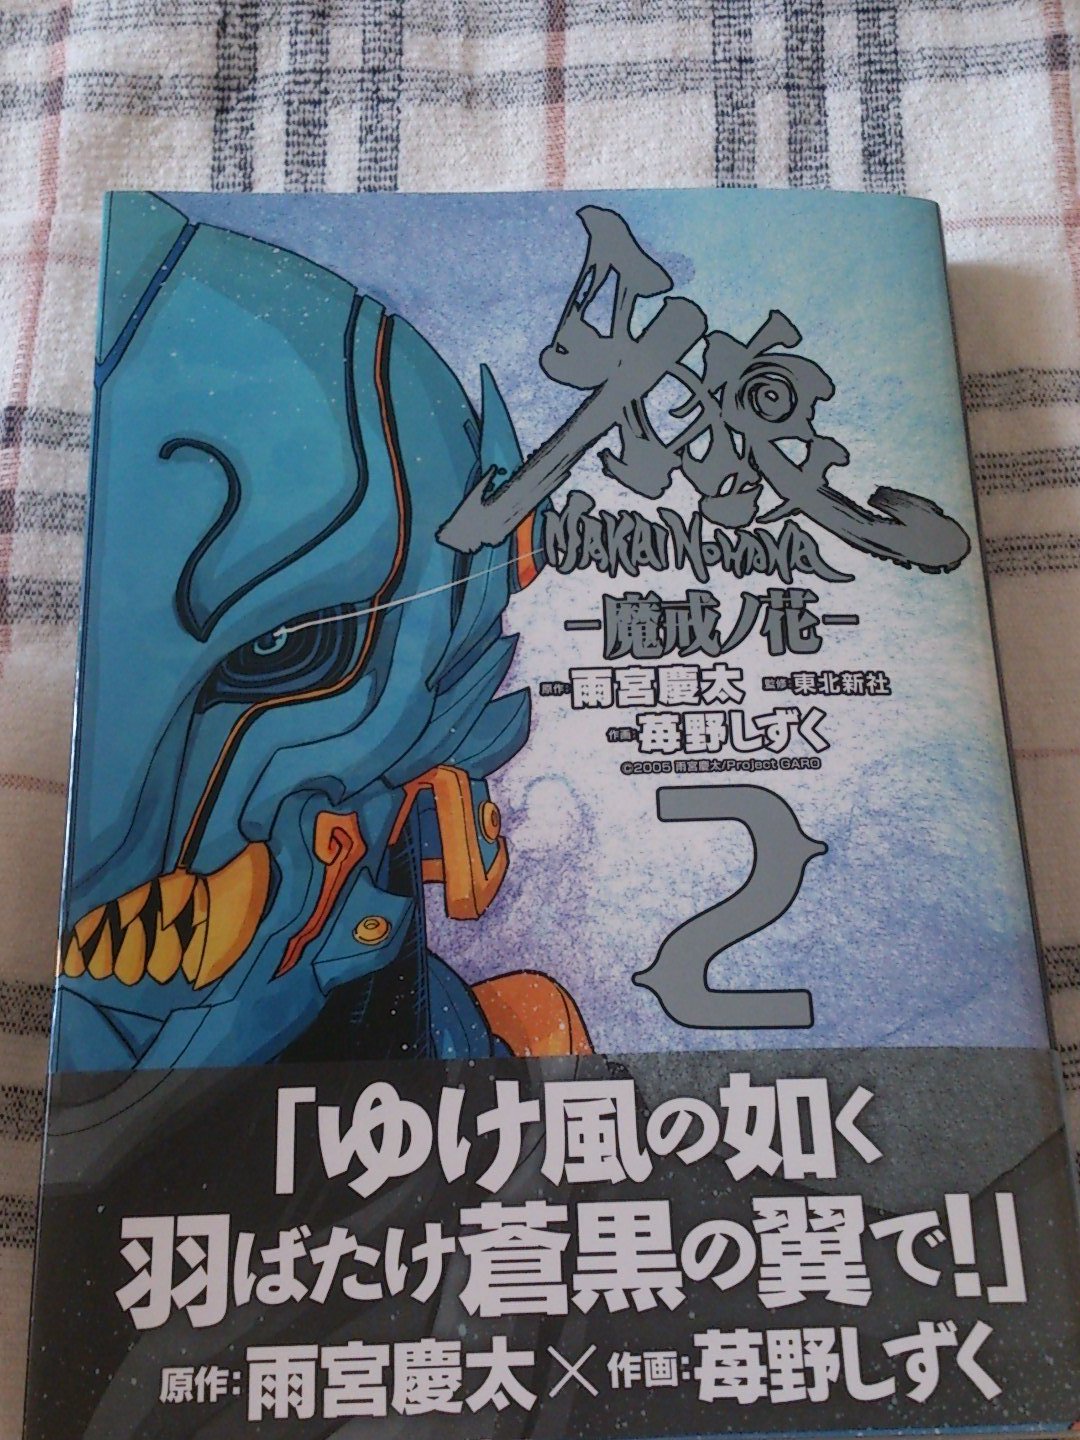 牙狼
MAKAI NO HANA
－魔戒ノ花－
原作：雨宮慶太 監修：東北新社
作画：苺野しずく
©2005 雨宮慶太/Project GARO
2
「ゆけ風の如く
羽ばたけ蒼黒の翼で!」
原作：雨宮慶太×作画：苺野しずく